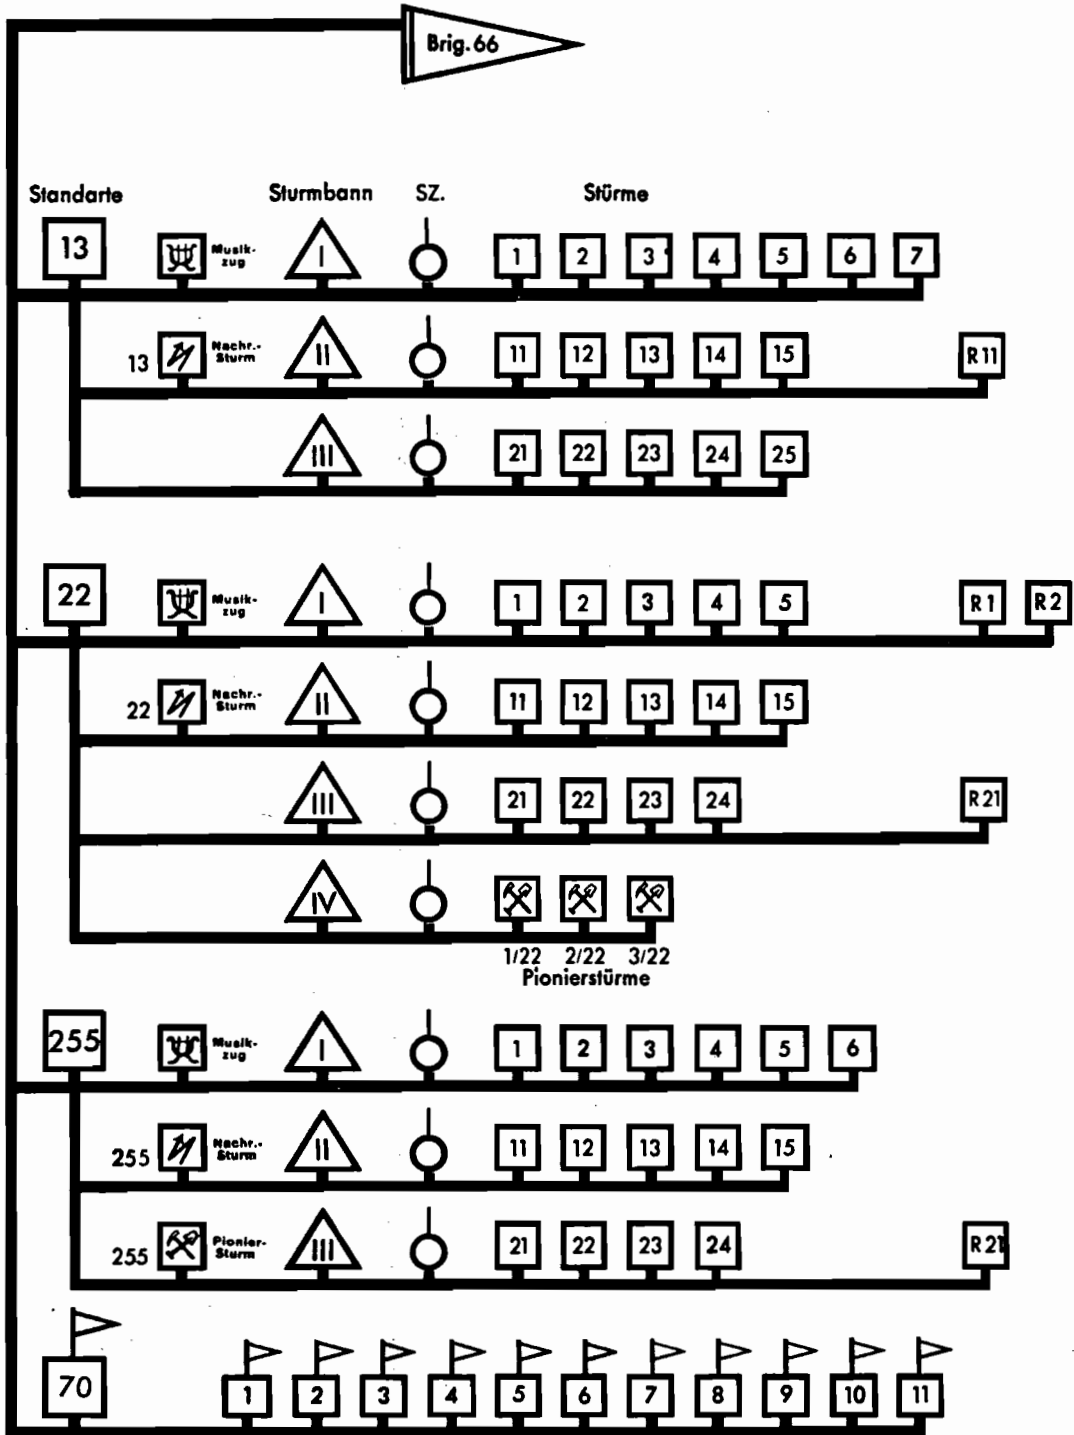 Brig. 66
Standarte Sturmbann SZ. Stürme
13 Musik-zug I 1 2 3 4 5 6 7
13 Nachr.-Sturm II 11 12 13 14 15 R 11
III 21 22 23 24 25
22 Musik-zug I 1 2 3 4 5 R 1 R 2
22 Nachr.-Sturm II 11 12 13 14 15
III 21 22 23 24 R 21
IV
1/22 2/22 3/22
Pionierstürme
255 Musik-zug I 1 2 3 4 5 6
255 Nachr.-Sturm II 11 12 13 14 15
255 Pionier-Sturm III 21 22 23 24 R 21
70 1 2 3 4 5 6 7 8 9 10 11